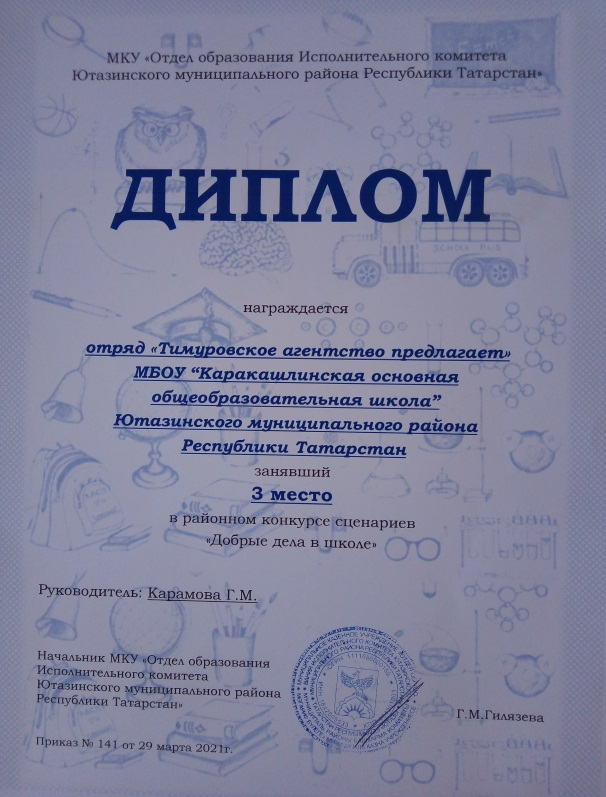 МКУ «Отдел образования Исполнительного комитета
Ютазинского муниципального района Республики Татарстан»
ДИПЛОМ
SCHOOL BUS
награждается
отряд «Тимуровское агентство предлагает»
МБОУ “Каракашлинская основная
общеобразовательная школа”
Ютазинского муниципального района
Республики Татарстан
занявший
3 место
в районном конкурсе сценариев
«Добрые дела в школе»
Руководитель: Карамова Г.М.
Начальник МКУ «Отдел образования
Исполнительного комитета
Ютазинского муниципального района
Республики Татарстан»
Г.М.Гилязева
Приказ № 141 от 29 марта 2021г.